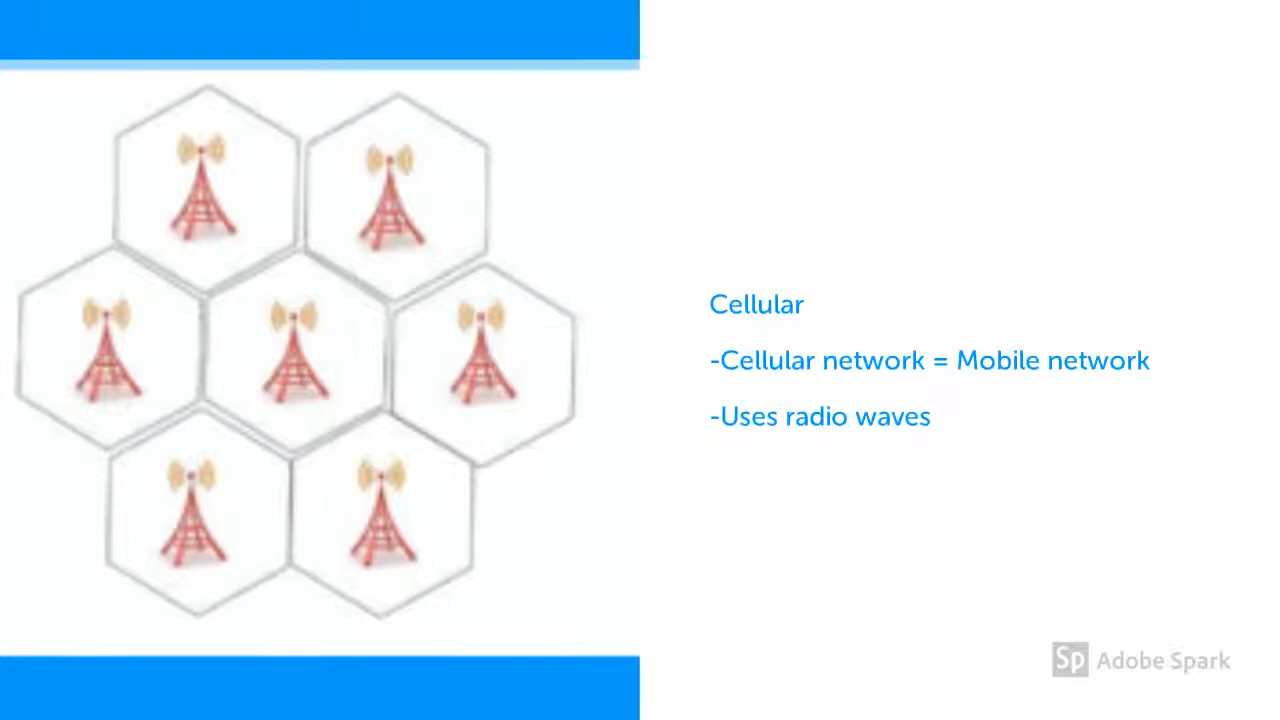 Cellular
-Cellular network = Mobile network
-Uses radio waves
Sp Adobe Spark